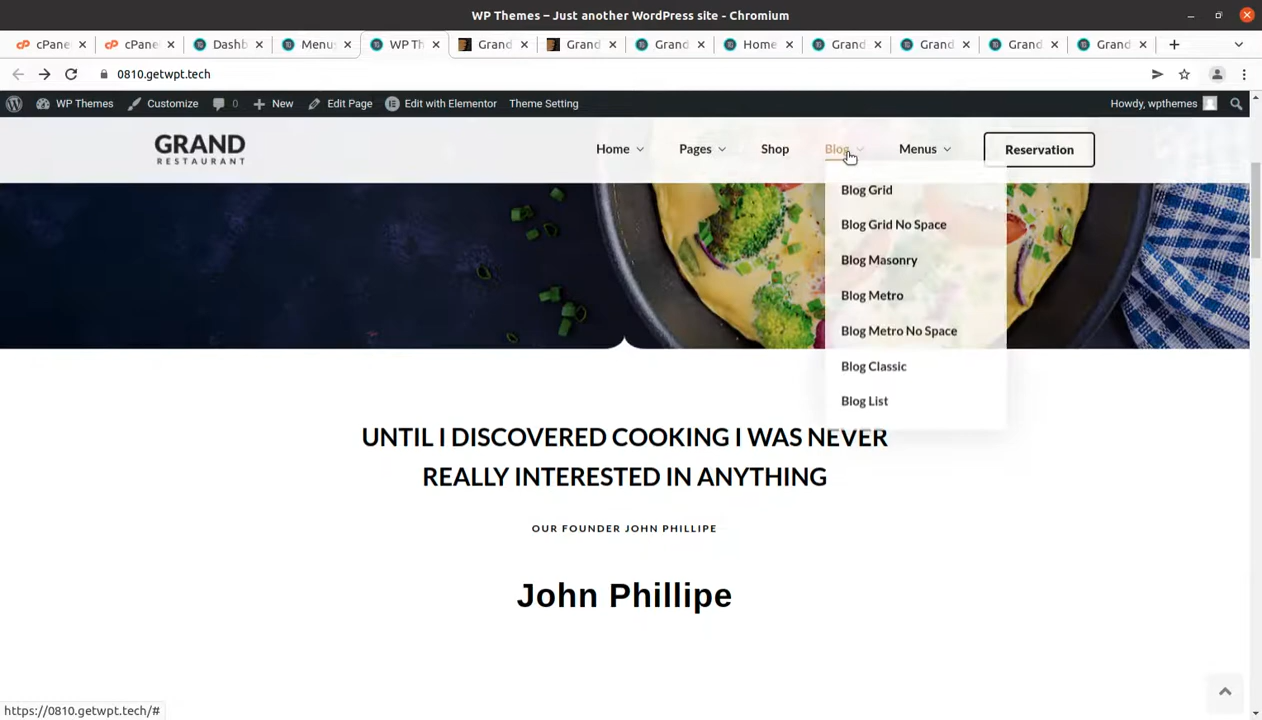 WP Themes – Just another WordPress site - Chromium
cPane
cPane
Dashb
Menus
WP Th
Grand
Grand
Grand
Home
Grand
Grand
Grand
Grand
0810.getwpt.tech
WP Themes
Customize
0
New
Edit Page
Edit with Elementor
Theme Setting
Howdy, wpthemes
GRAND
RESTAURANT
Home
Pages
Shop
Blog
Menus
Reservation
Blog Grid
Blog Grid No Space
Blog Masonry
Blog Metro
Blog Metro No Space
Blog Classic
Blog List
UNTIL I DISCOVERED COOKING I WAS NEVER
REALLY INTERESTED IN ANYTHING
OUR FOUNDER JOHN PHILLIPE
John Phillipe
https://0810.getwpt.tech/#